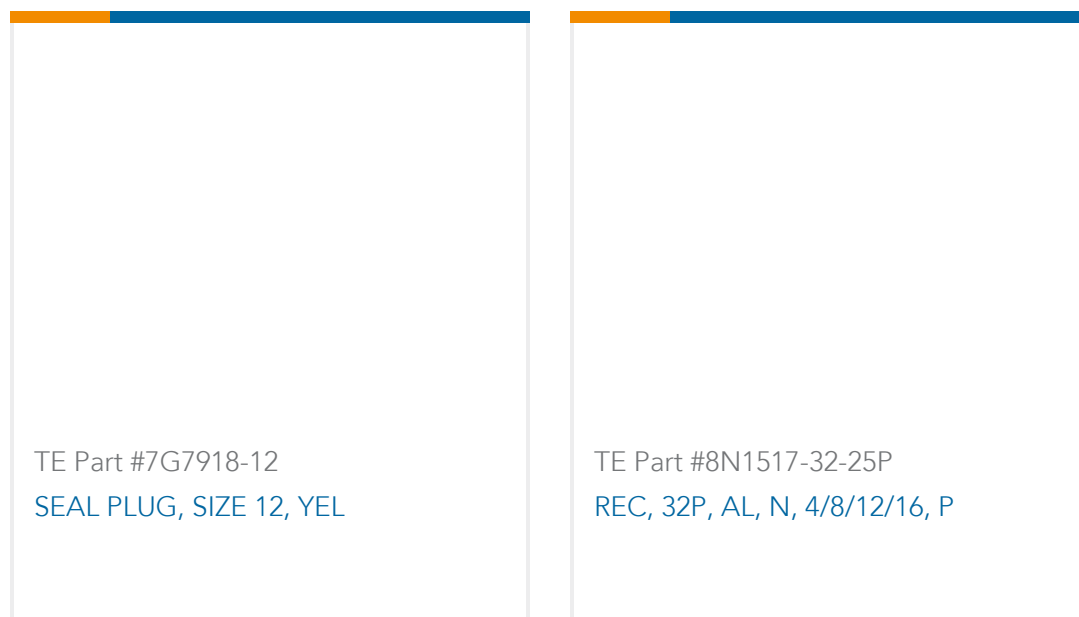 TE Part #7G7918-12
SEAL PLUG, SIZE 12, YEL
TE Part #8N1517-32-25P
REC, 32P, AL, N, 4/8/12/16, P